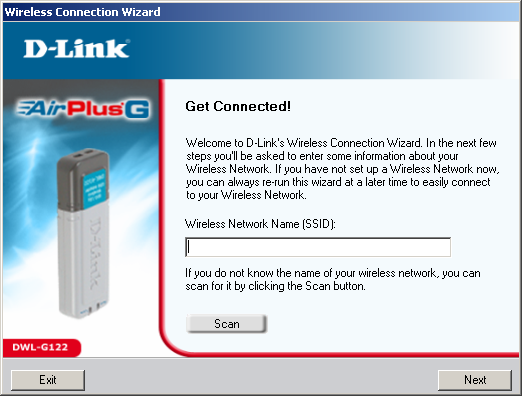 Wireless Connection Wizard
D-Link
AirPlus G
Get Connected!
Welcome to D-Link's Wireless Connection Wizard. In the next few
steps you'll be asked to enter some information about your
Wireless Network. If you have not set up a Wireless Network now,
you can always re-run this wizard at a later time to easily connect
to your Wireless Network.
Wireless Network Name (SSID):
If you do not know the name of your wireless network, you can
scan for it by clicking the Scan button.
Scan
D-Link
DWL-G122
Exit
Next